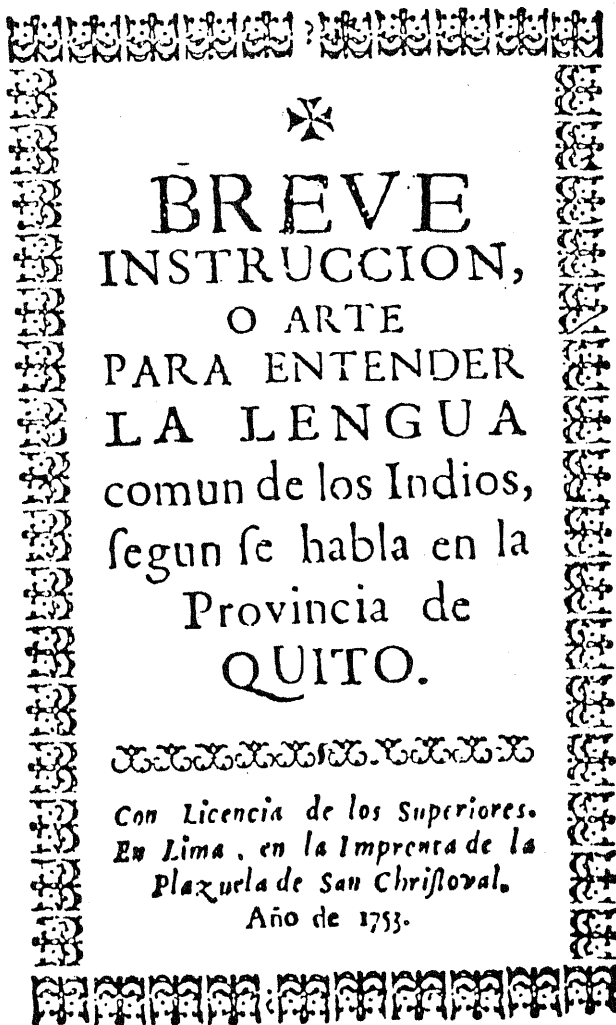 BREVE
INSTRUCCION,
O ARTE
PARA ENTENDER
LA LENGUA
comun de los Indios,
ſegun ſe habla en la
Provincia de
QUITO.
Con Licencia de los Superiores.
En Lima, en la Imprenta de la
Plazuela de San Chriſtoval.
Año de 1753.